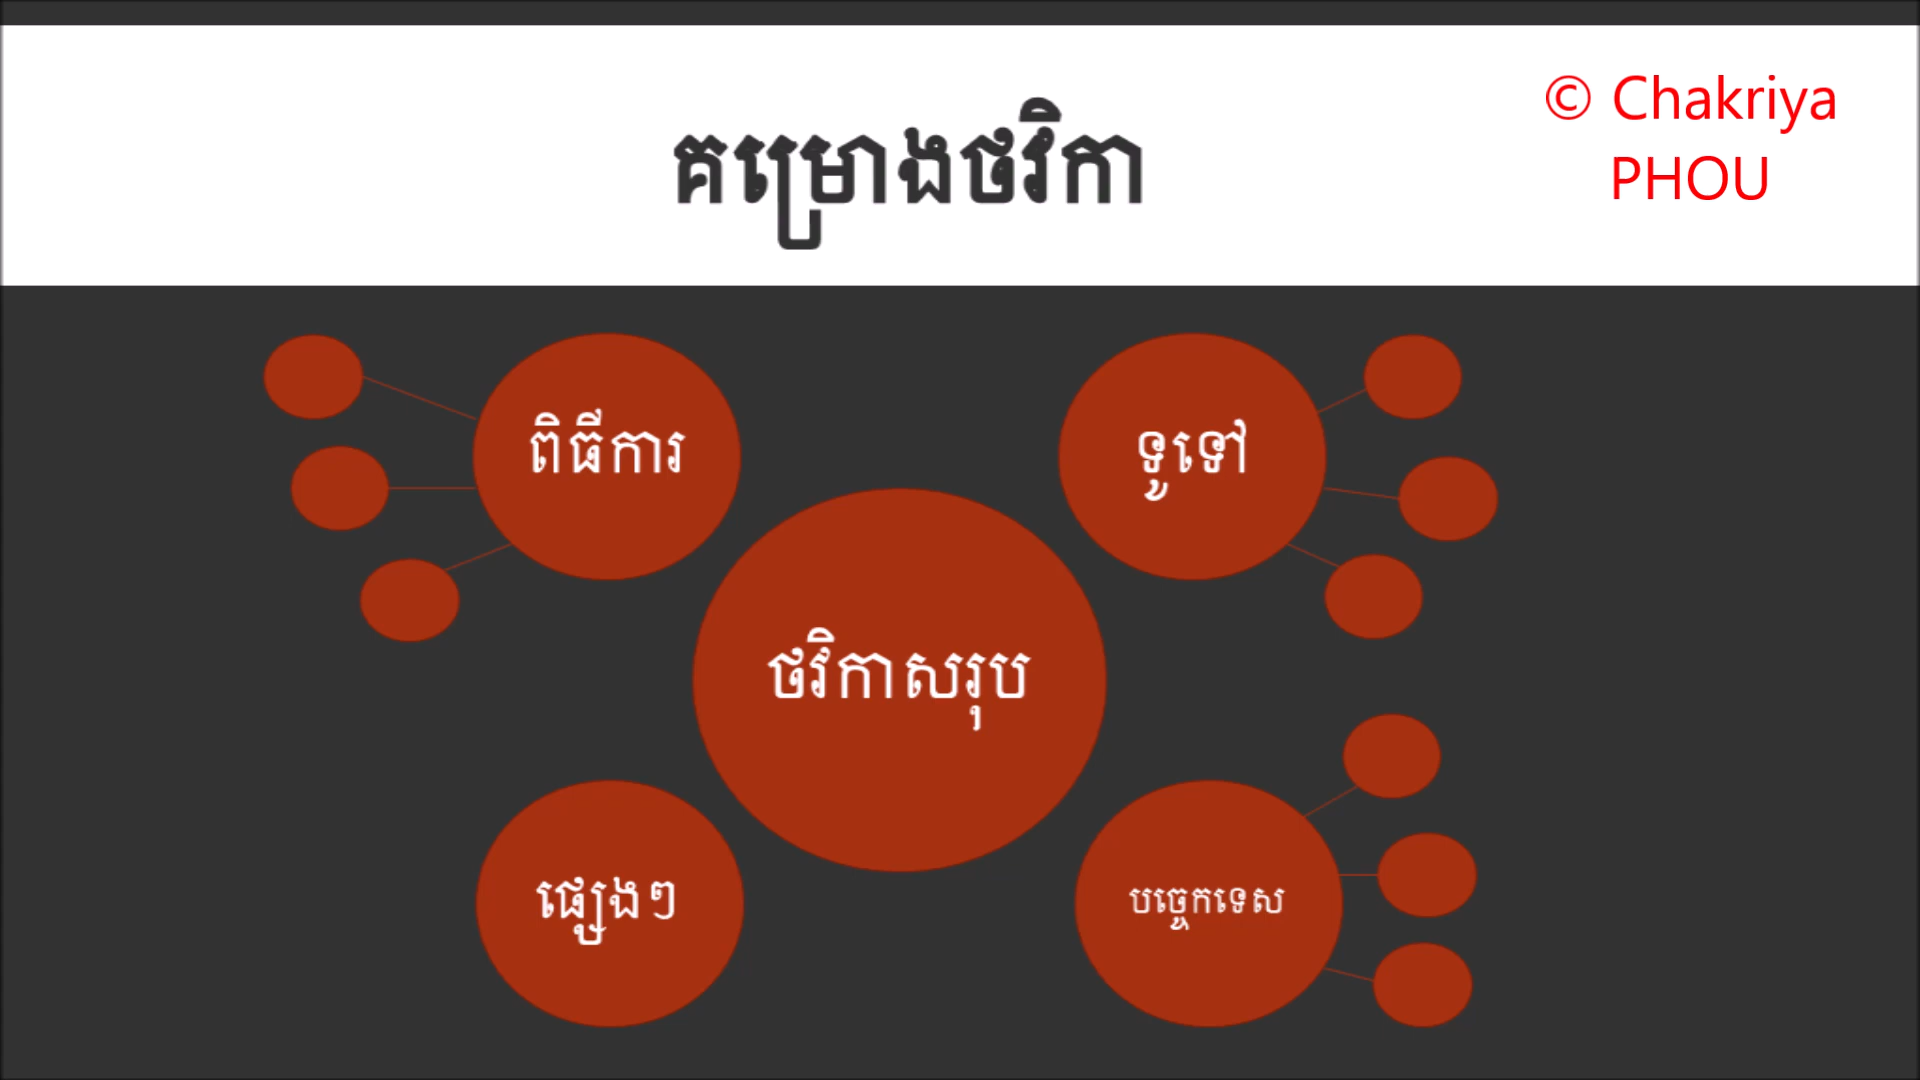 គម្រោងថវិកា
© Chakriya
PHOU
ពិធីការ
ទូទៅ
ថវិកាសរុប
ផ្សេងៗ
បច្ចេកទេស